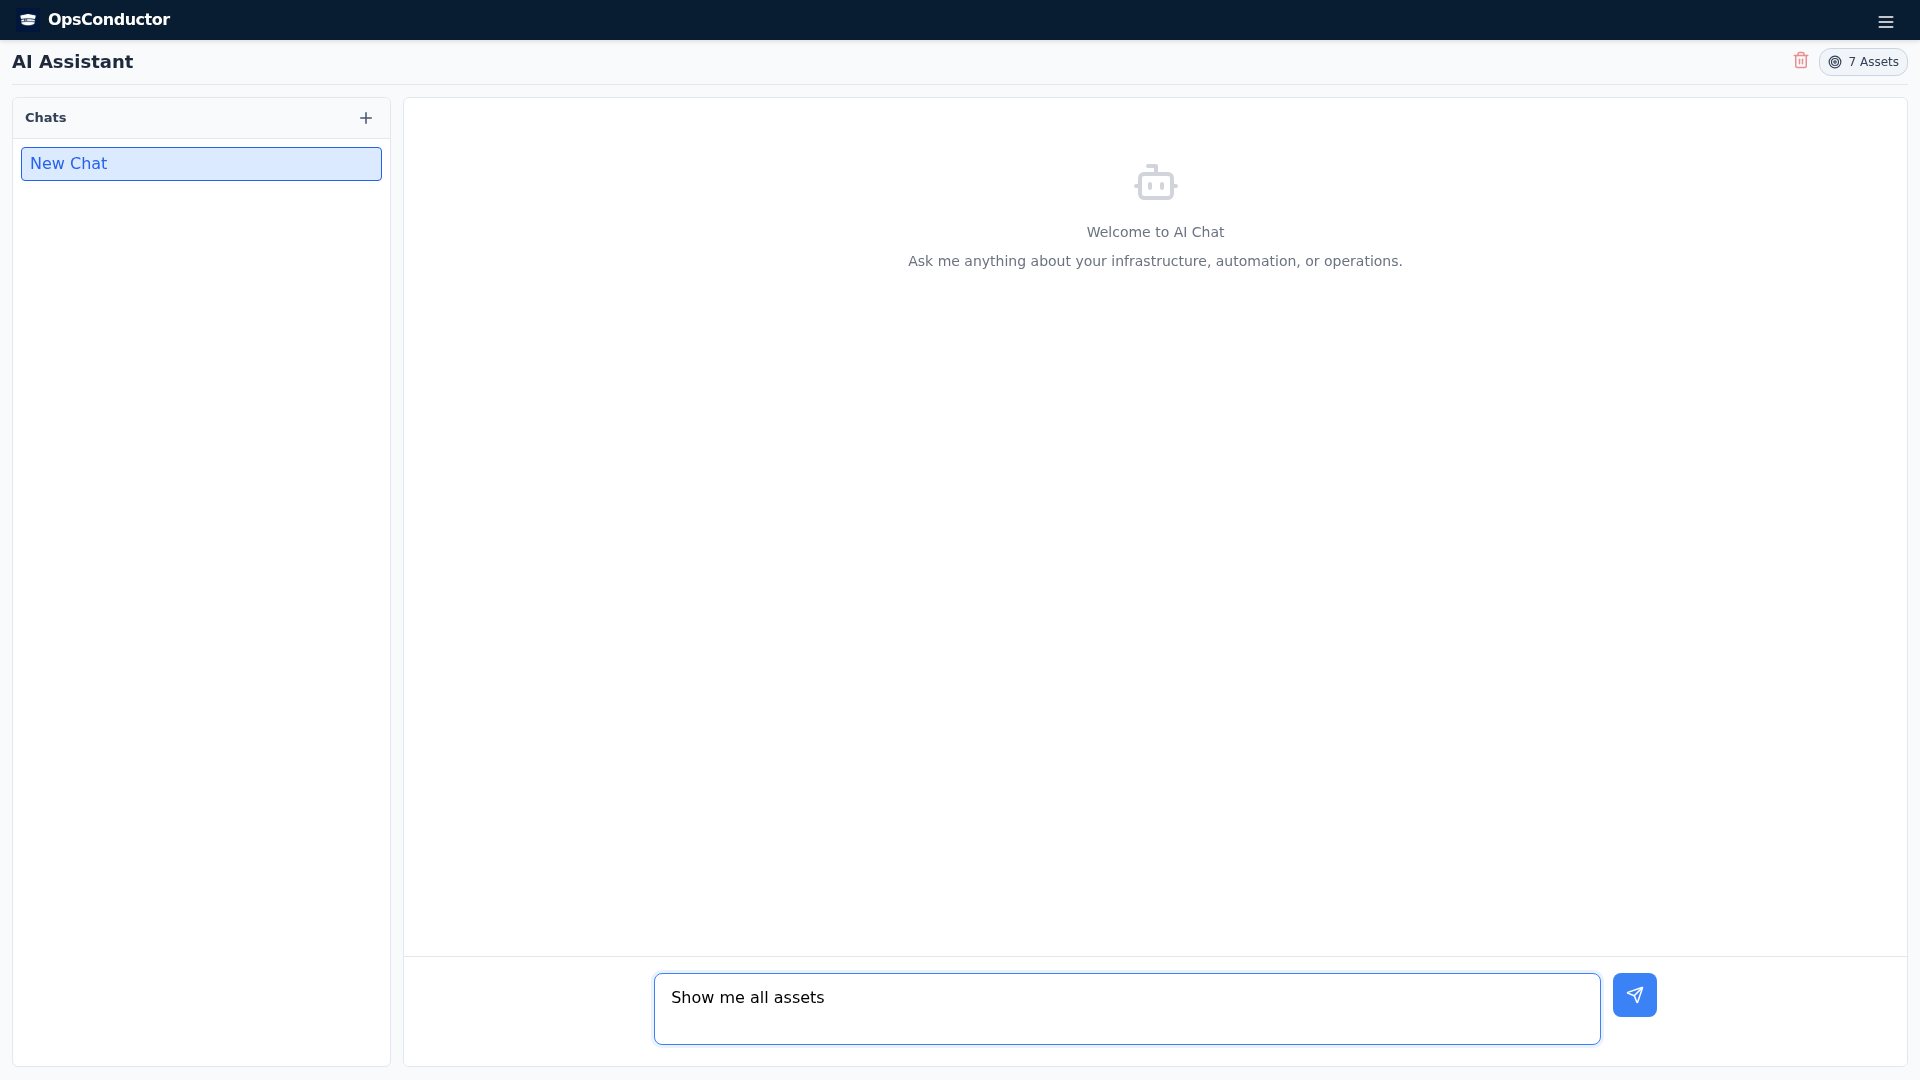 OpsConductor
AI Assistant
7 Assets
Chats
New Chat
Welcome to AI Chat
Ask me anything about your infrastructure, automation, or operations.
Show me all assets